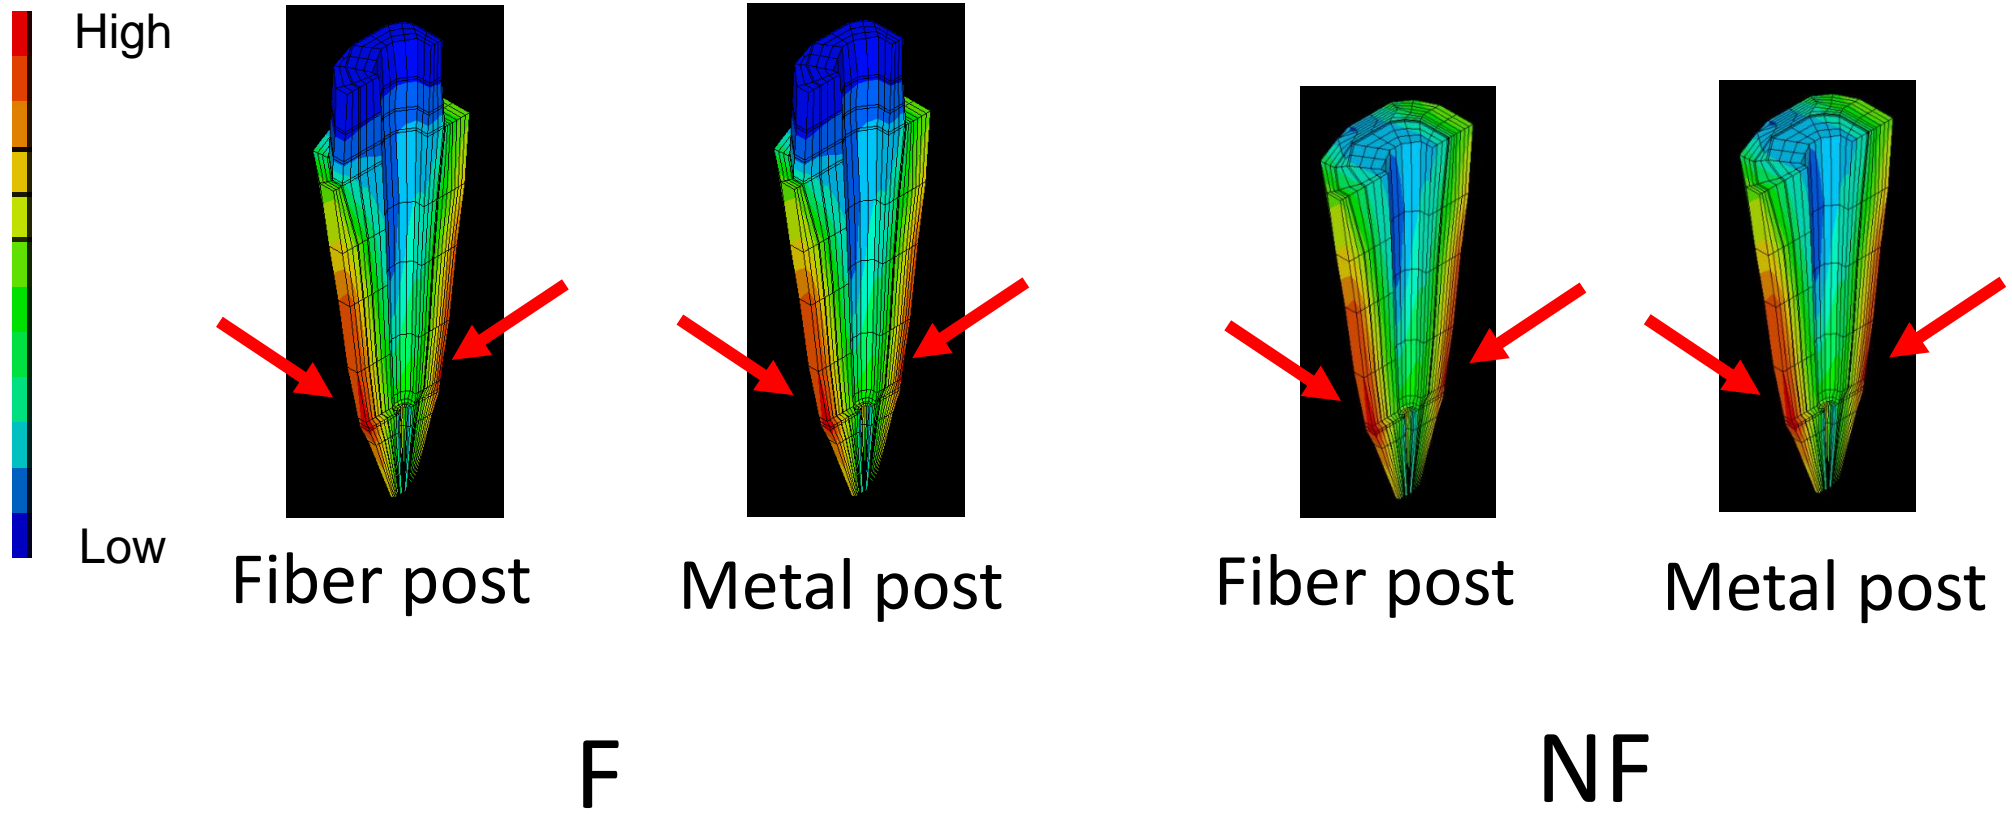 High
Low
Fiber post
Metal post
Fiber post
Metal post
F
NF